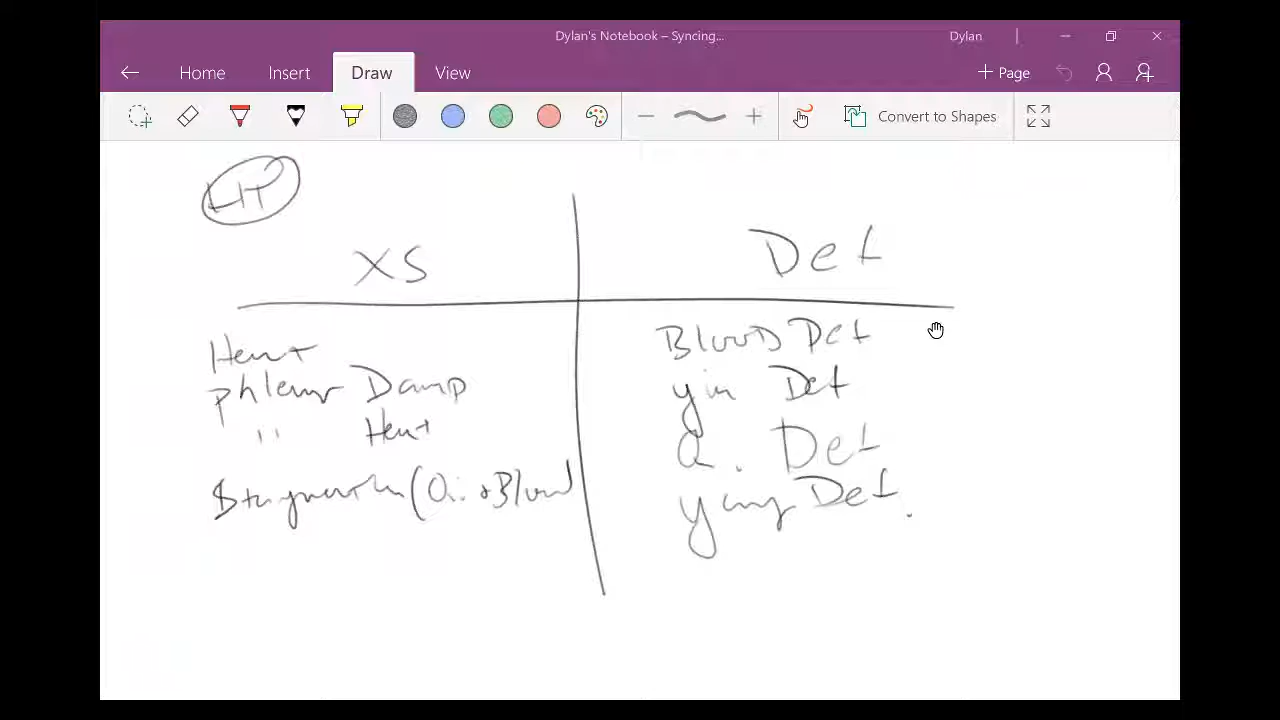 Dylan's Notebook – Syncing...
Dylan
Home
Insert
Draw
View
Page
Convert to Shapes
HT
XS
Def
Heat
phlegm Damp
" Heat
Stagnation (Qi + Blood
Blood Def
yin Def
Q. Def
yang Def.